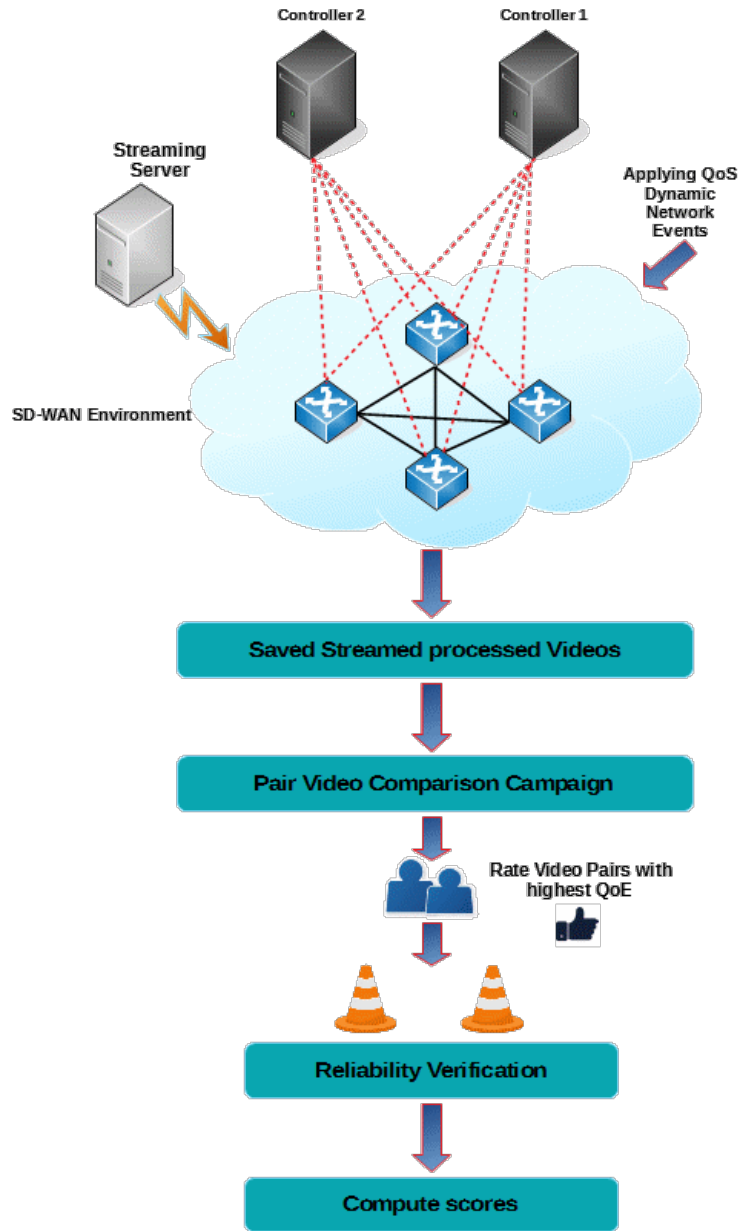 Controller 2
Controller 1
Streaming
Server
Applying QoS
Dynamic
Network
Events
SD-WAN Environment
Saved Streamed processed Videos
Pair Video Comparison Campaign
Rate Video Pairs with
highest QoE
Reliability Verification
Compute scores